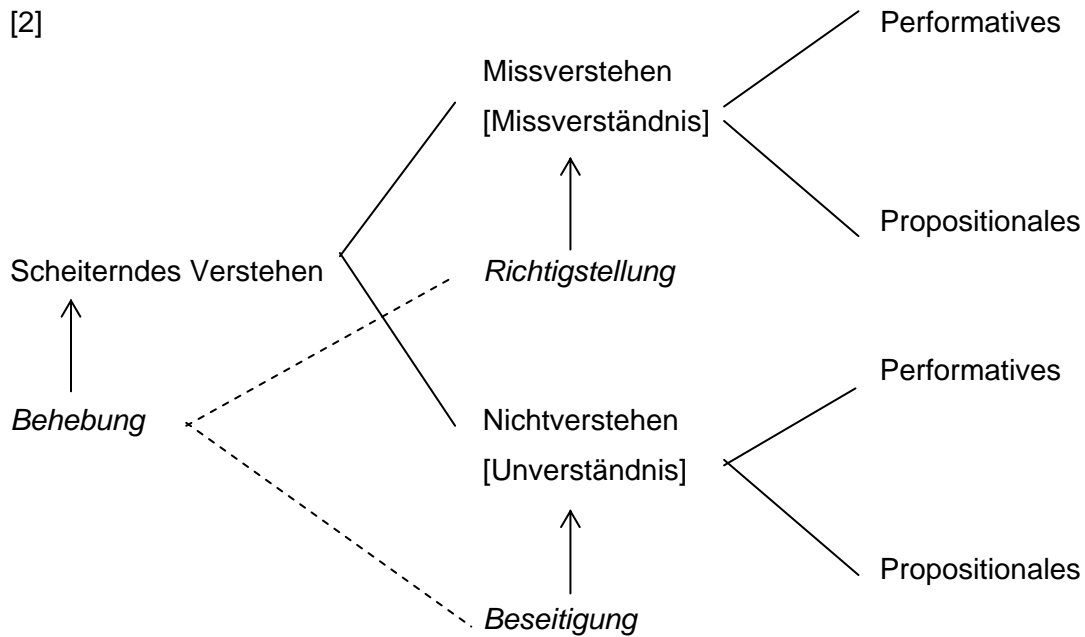 [2]
Performatives
Missverstehen
[Missverständnis]
Propositionales
Scheiterndes Verstehen
Richtigstellung
Performatives
Behebung
Nichtverstehen
[Unverständnis]
Propositionales
Beseitigung